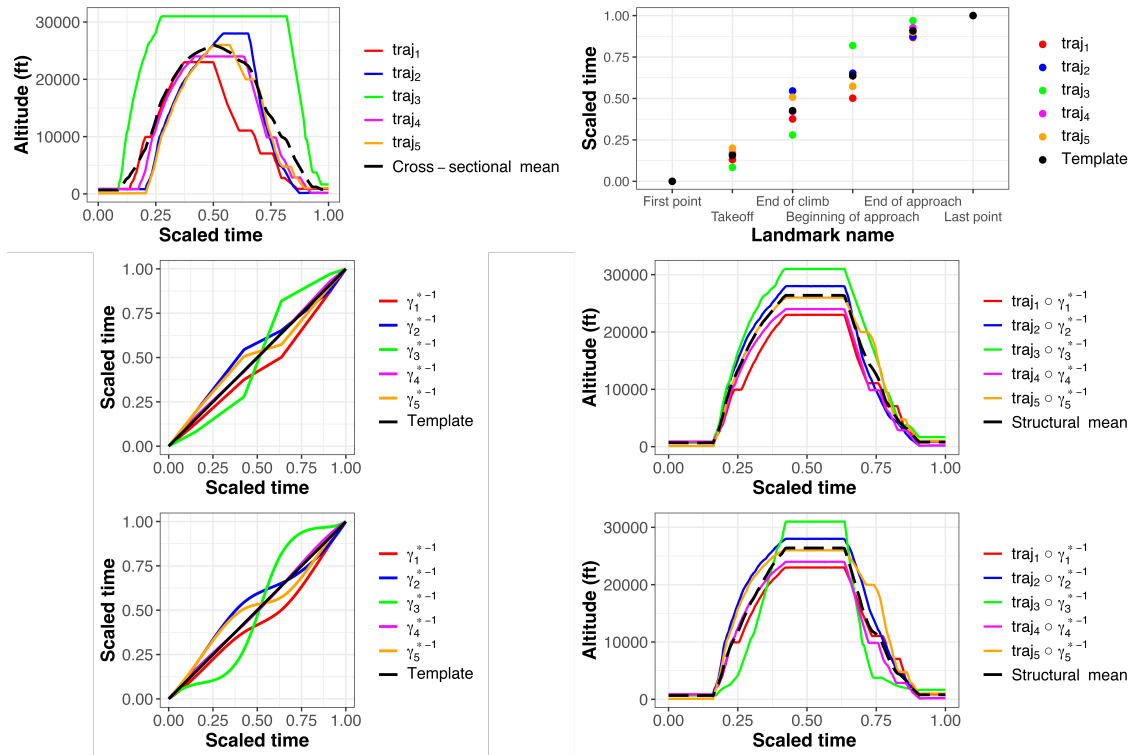 30000
20000
10000
0
Altitude (ft)
0.00 0.25 0.50 0.75 1.00
Scaled time
traj₁
traj₂
traj₃
traj₄
traj₅
Cross−sectional mean
1.00
0.75
0.50
0.25
0.00
Scaled time
First point End of climb End of approach
Takeoff Beginning of approach Last point
Landmark name
traj₁
traj₂
traj₃
traj₄
traj₅
Template
1.00
0.75
0.50
0.25
0.00
Scaled time
0.00 0.25 0.50 0.75 1.00
Scaled time
γ₁*⁻¹
γ₂*⁻¹
γ₃*⁻¹
γ₄*⁻¹
γ₅*⁻¹
Template
30000
20000
10000
0
Altitude (ft)
0.00 0.25 0.50 0.75 1.00
Scaled time
traj₁ ○ γ₁*⁻¹
traj₂ ○ γ₂*⁻¹
traj₃ ○ γ₃*⁻¹
traj₄ ○ γ₄*⁻¹
traj₅ ○ γ₅*⁻¹
Structural mean
1.00
0.75
0.50
0.25
0.00
Scaled time
0.00 0.25 0.50 0.75 1.00
Scaled time
γ₁*⁻¹
γ₂*⁻¹
γ₃*⁻¹
γ₄*⁻¹
γ₅*⁻¹
Template
30000
20000
10000
0
Altitude (ft)
0.00 0.25 0.50 0.75 1.00
Scaled time
traj₁ ○ γ₁*⁻¹
traj₂ ○ γ₂*⁻¹
traj₃ ○ γ₃*⁻¹
traj₄ ○ γ₄*⁻¹
traj₅ ○ γ₅*⁻¹
Structural mean